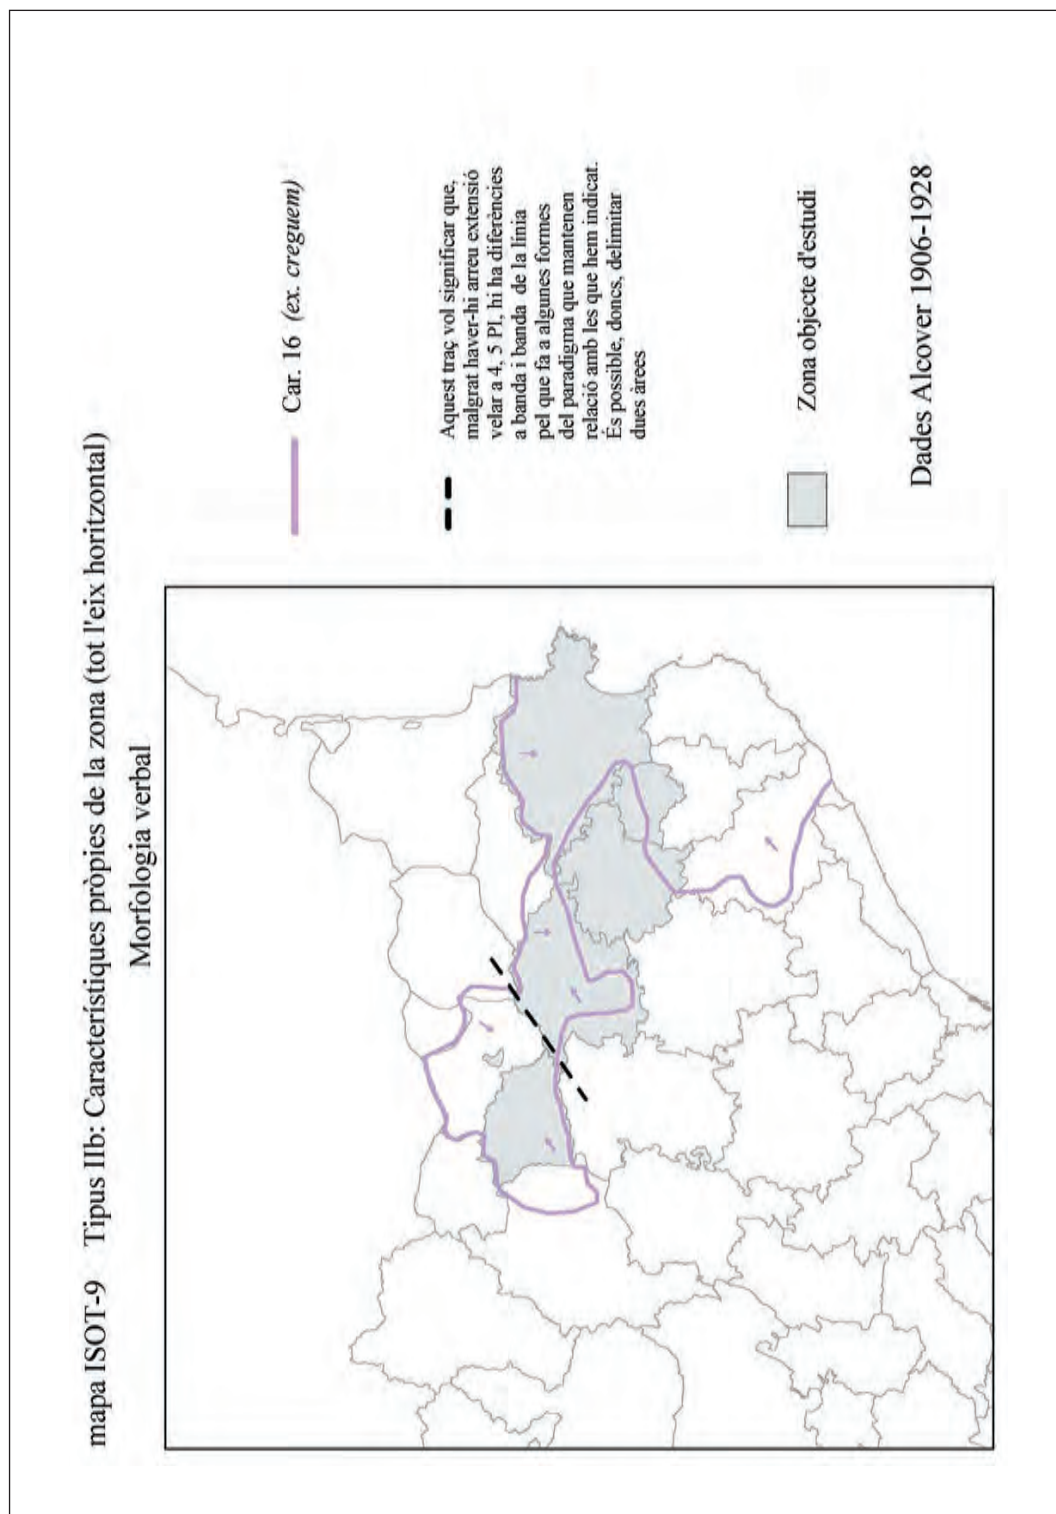 mapa ISOT-9    Tipus IIb: Característiques pròpies de la zona (tot l'eix horitzontal)
Morfologia verbal
Car. 16 (ex. creguem)
Aquest traç vol significar que,
malgrat haver-hi arreu extensió
velar a 4, 5 Pl, hi ha diferències
a banda i banda de la línia
pel que fa a algunes formes
del paradigma que mantenen
relació amb les que hem indicat.
És possible, doncs, delimitar
dues àrees
Zona objecte d'estudi
Dades Alcover 1906-1928